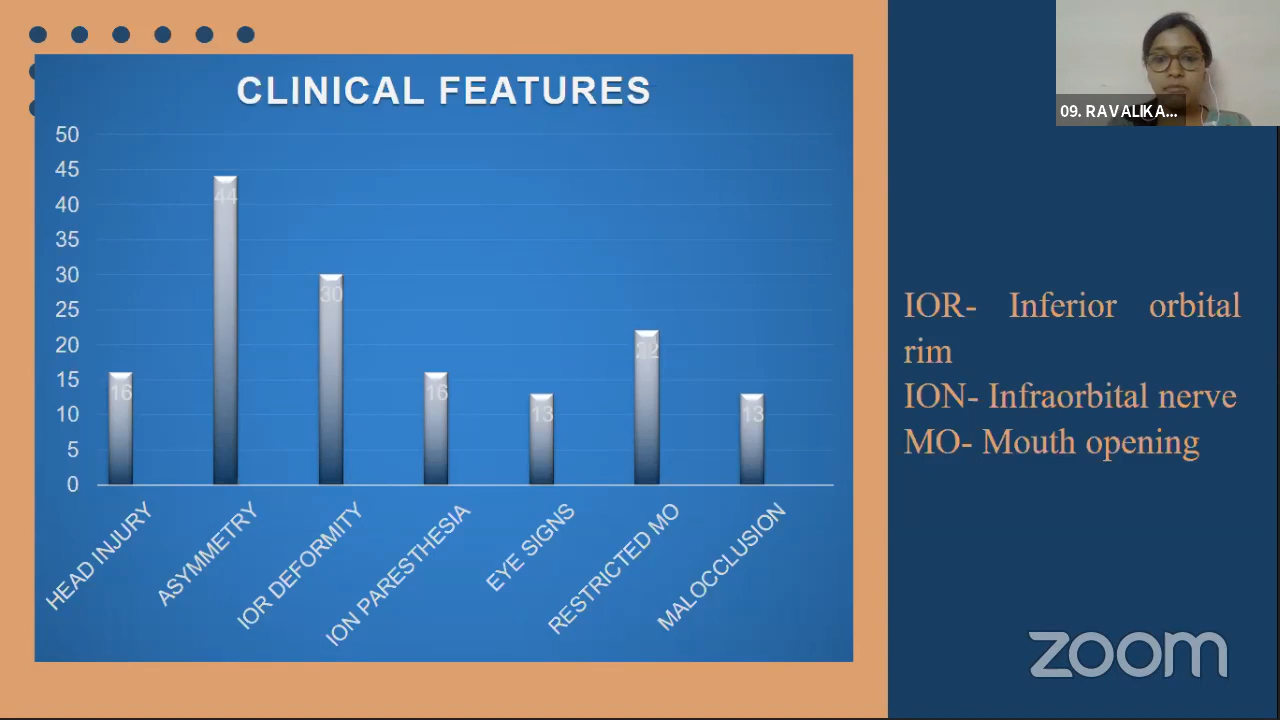 CLINICAL FEATURES
50
45
40
35
30
25
20
15
10
5
0
16
44
30
16
13
22
13
HEAD INJURY
ASYMMETRY
IOR DEFORMITY
ION PARESTHESIA
EYE SIGNS
RESTRICTED MO
MALOCCLUSION
09. RAVALIKA...
IOR- Inferior orbital
rim
ION- Infraorbital nerve
MO- Mouth opening
zoom